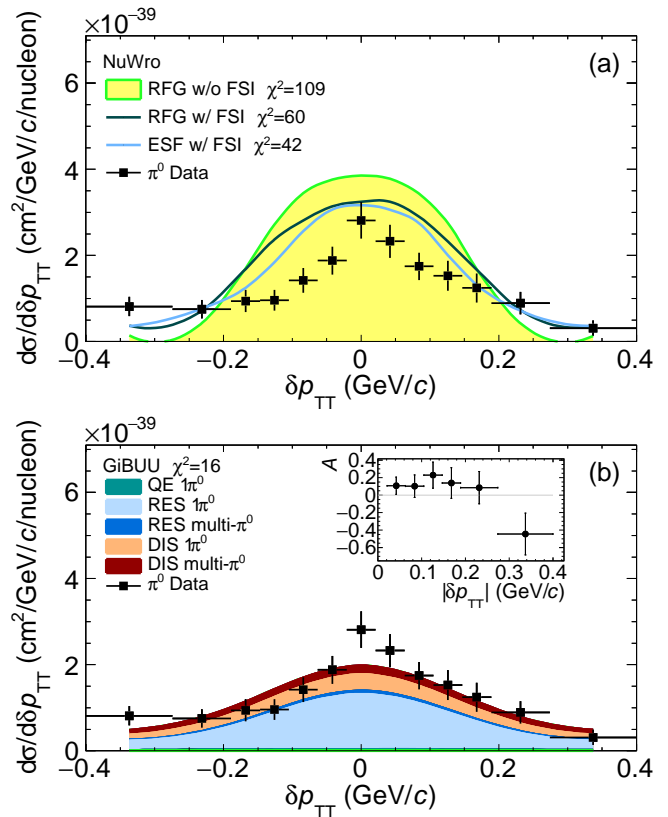 ×10⁻³⁹
(a)
NuWro
RFG w/o FSI χ²=109
RFG w/ FSI χ²=60
ESF w/ FSI χ²=42
π⁰ Data
dσ/dδp_TT (cm²/GeV/c/nucleon)
6
4
2
0
−0.4 −0.2 0 0.2 0.4
δp_TT (GeV/c)
×10⁻³⁹
(b)
GiBUU χ²=16
QE 1π⁰
RES 1π⁰
RES multi-π⁰
DIS 1π⁰
DIS multi-π⁰
π⁰ Data
A
0.4
0.2
0
−0.2
−0.4
−0.6
0 0.1 0.2 0.3 0.4
|δp_TT| (GeV/c)
dσ/dδp_TT (cm²/GeV/c/nucleon)
6
4
2
0
−0.4 −0.2 0 0.2 0.4
δp_TT (GeV/c)